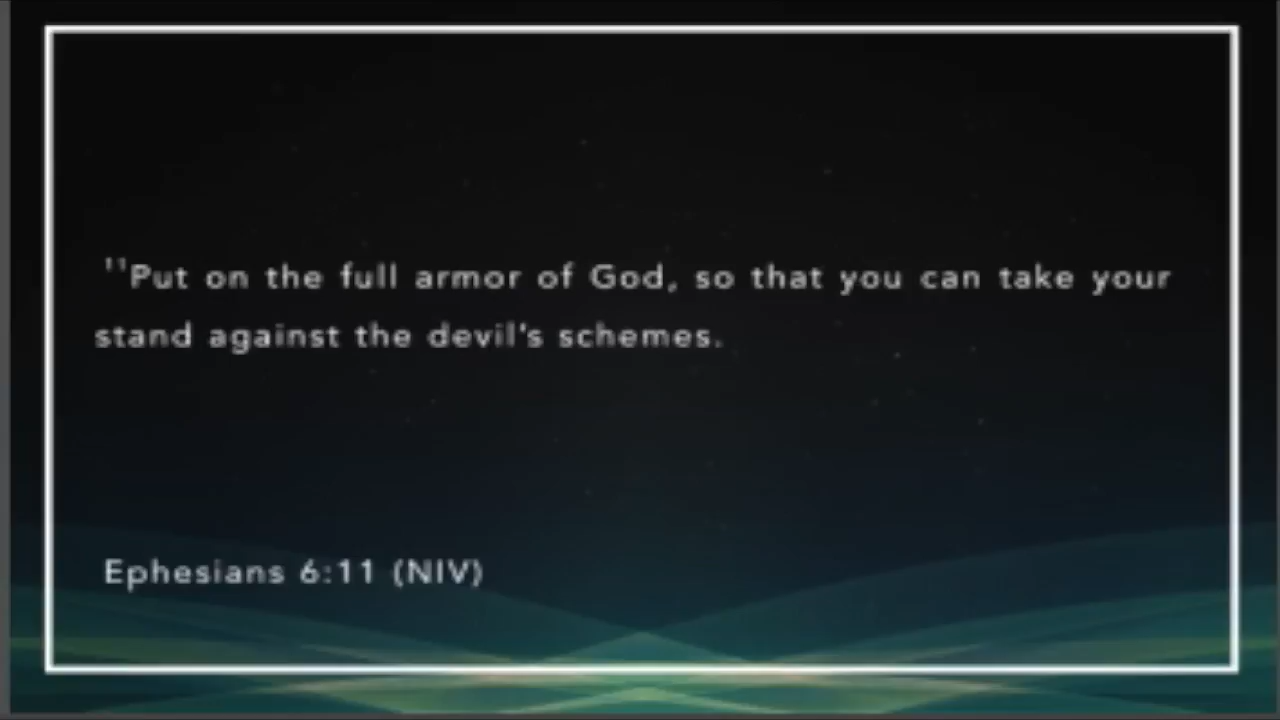 ¹¹Put on the full armor of God, so that you can take your
stand against the devil's schemes.
Ephesians 6:11 (NIV)